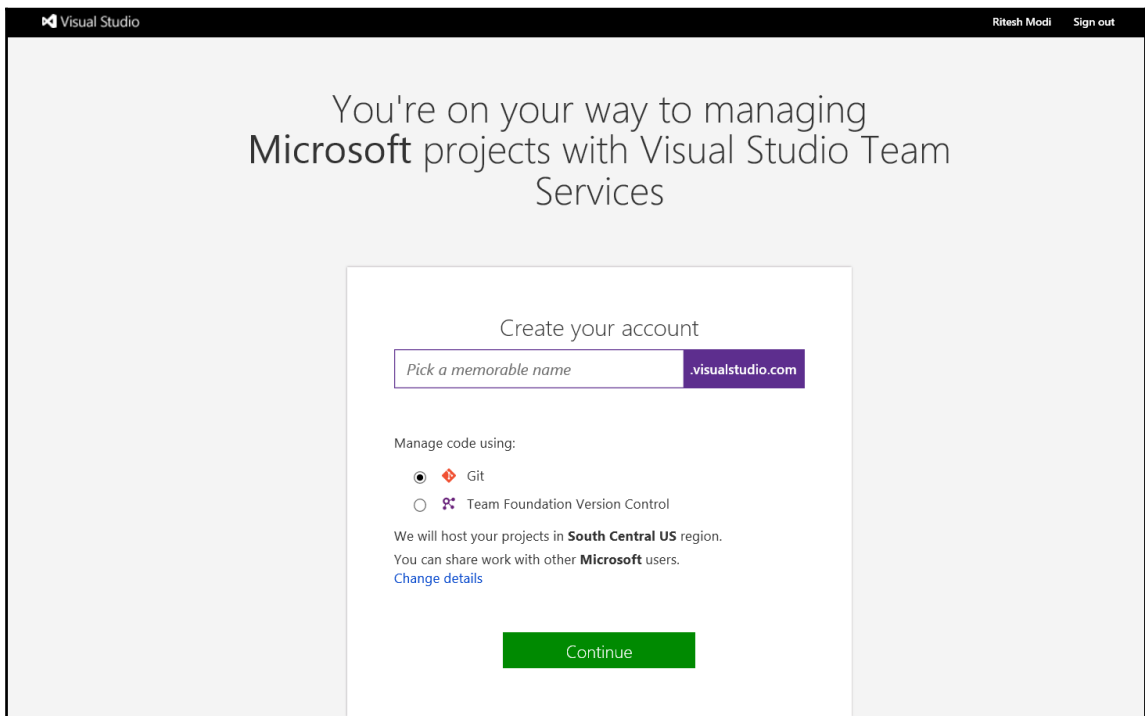 Visual Studio
Ritesh Modi Sign out
You're on your way to managing
Microsoft projects with Visual Studio Team
Services
Create your account
Pick a memorable name .visualstudio.com
Manage code using:
Git
Team Foundation Version Control
We will host your projects in South Central US region.
You can share work with other Microsoft users.
Change details
Continue